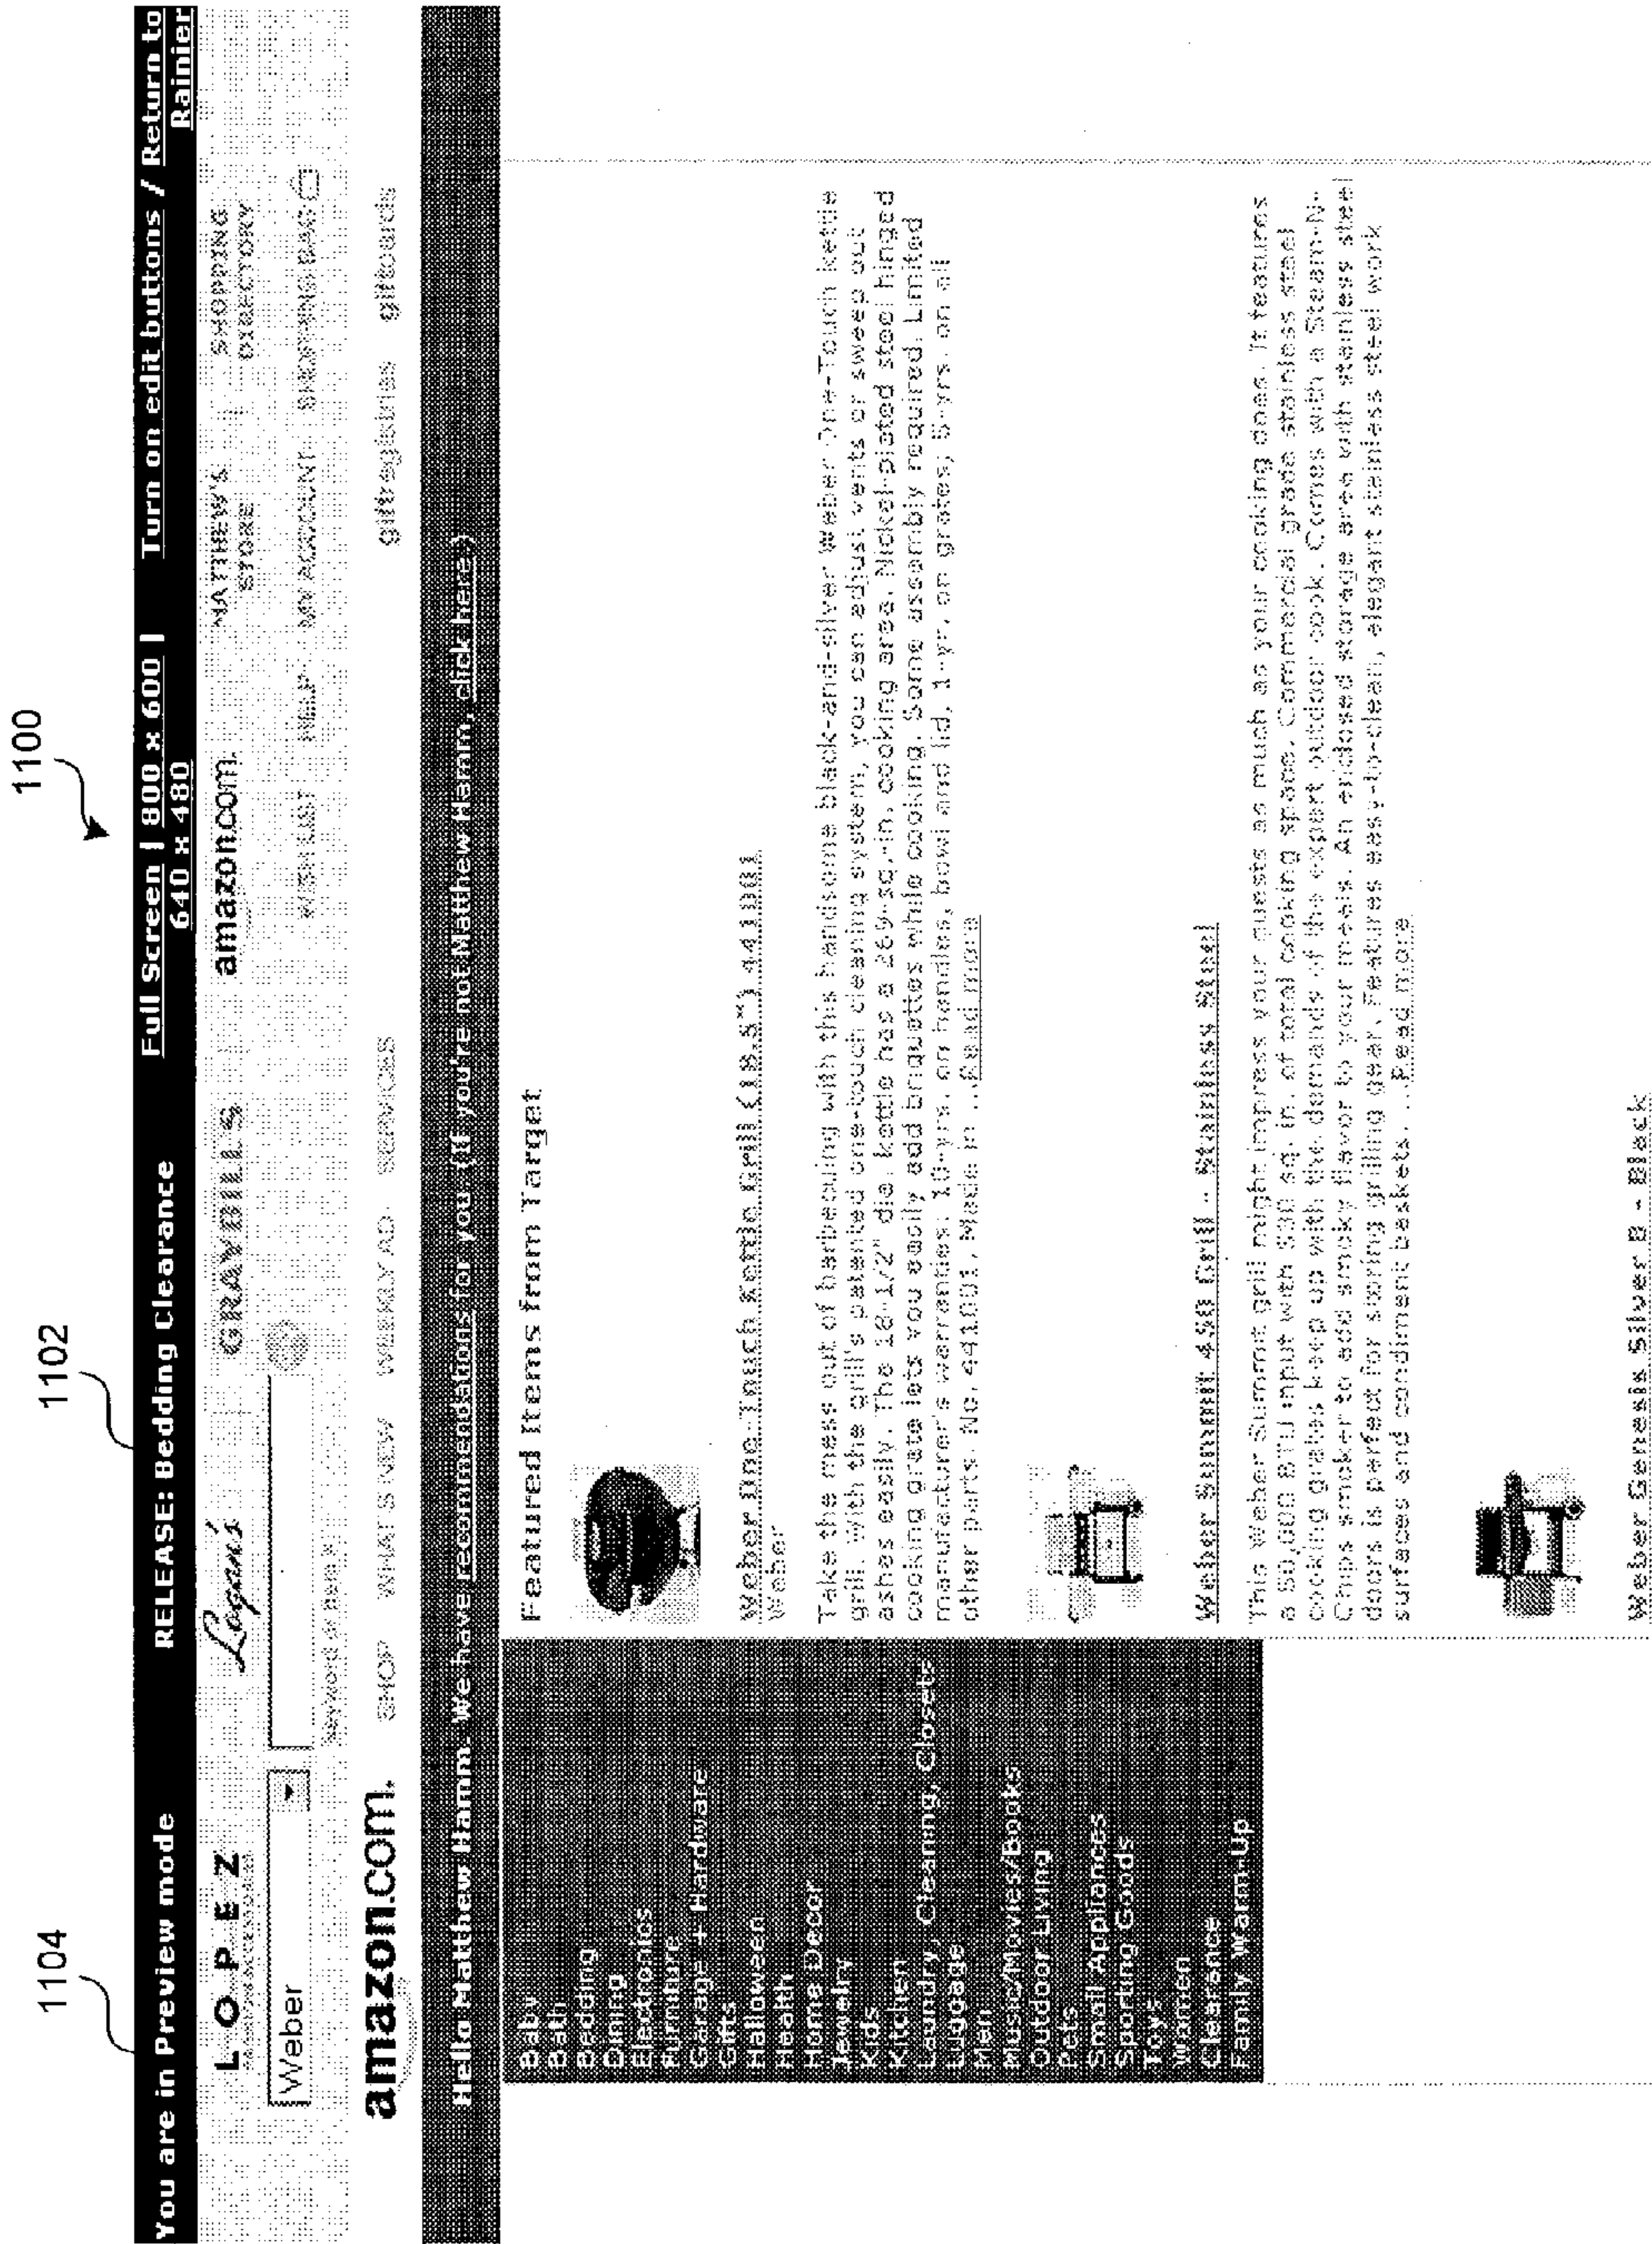 1100
1102
1104
You are in Preview mode
RELEASE: Bedding Clearance
Full Screen | 800 x 600 |
640 x 480
Turn on edit buttons / Return to
Rainier
LOPEZ
Logan's
GRAYBILL'S
amazon.com.
MATTHEW'S
STORE
SHOPPING
DIRECTORY
Weber
WISH LIST HELP MY ACCOUNT SHOPPING BAG
keyword or item #
amazon.com.
SHOP WHAT'S NEW WEEKLY AD SERVICES
giftregistries giftcards
Hello Matthew Hamm. We have recommendations for you. (If you're not Matthew Hamm, click here)
Baby
Bath
Bedding
Dining
Electronics
Furniture
Garage + Hardware
Gifts
Halloween
Health
Home Decor
Jewelry
Kids
Kitchen
Laundry, Cleaning, Closets
Luggage
Men
Music/Movies/Books
Outdoor Living
Pets
Small Appliances
Sporting Goods
Toys
Women
Clearance
Family Warm-Up
Featured Items from Target
Weber One-Touch Kettle Grill (18.5") 441001
Weber
Take the mess out of barbecuing with this handsome black-and-silver Weber One-Touch kettle
grill. With the grill's patented one-touch cleaning system, you can adjust vents or sweep out
ashes easily. The 18-1/2" dia. kettle has a 269-sq.-in. cooking area. Nickel-plated steel hinged
cooking grate lets you easily add briquettes while cooking. Some assembly required. Limited
manufacturer's warranties: 10-yrs. on handles, bowl and lid, 1-yr. on grates; 5-yrs. on all
other parts. No. 441001. Made in ...Read more
Weber Summit 450 Grill - Stainless Steel
This Weber Summit grill might impress your guests as much as your cooking does. It features
a 50,000 BTU input with 530 sq. in. of total cooking space. Commercial grade stainless steel
cooking grates keep up with the demands of the expert outdoor cook. Comes with a Steam-N-
Chips smoker to add smoky flavor to your meals. An enclosed storage area with stainless steel
doors is perfect for storing grilling gear. Features easy-to-clean, elegant stainless steel work
surfaces and condiment baskets. ...Read more
Weber Genesis Silver B - Black